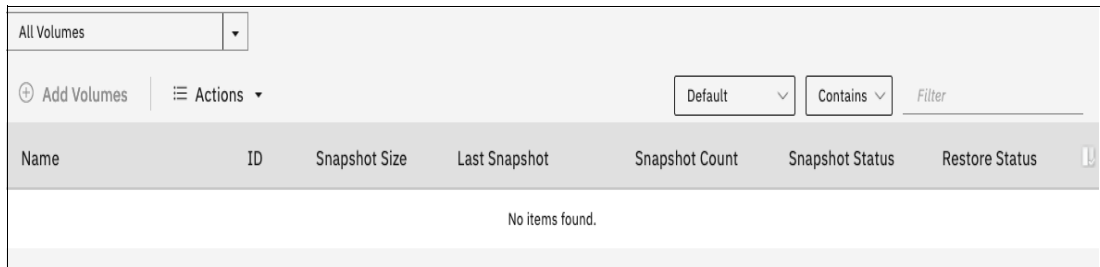 All Volumes
Add Volumes Actions Default Contains Filter
Name ID Snapshot Size Last Snapshot Snapshot Count Snapshot Status Restore Status
No items found.